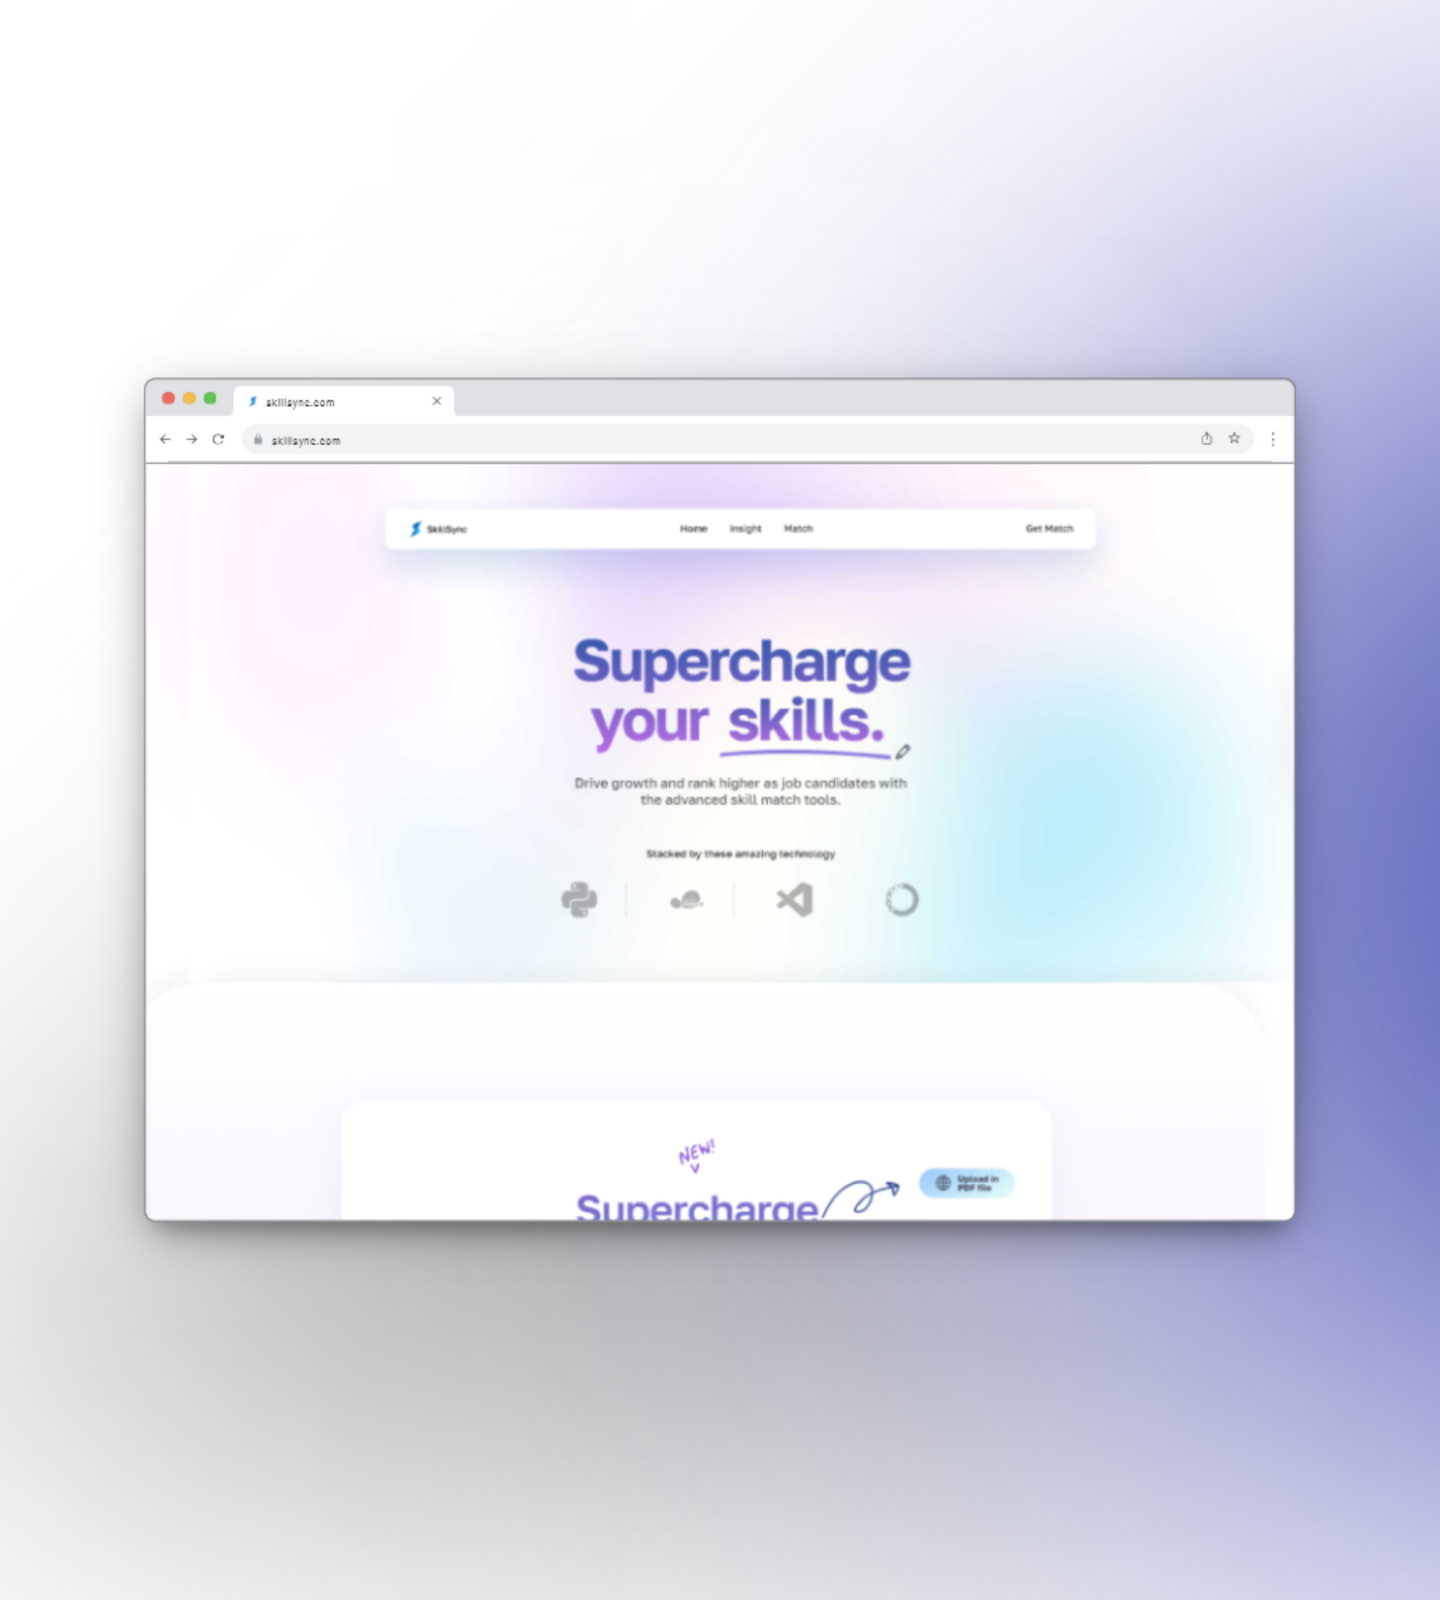 skillsync.com
skillsync.com
SkillSync
Home
Insight
Match
Get Match
Supercharge
your skills.
Drive growth and rank higher as job candidates with
the advanced skill match tools.
Stacked by these amazing technology
NEW!
Upload in
PDF file
Supercharge